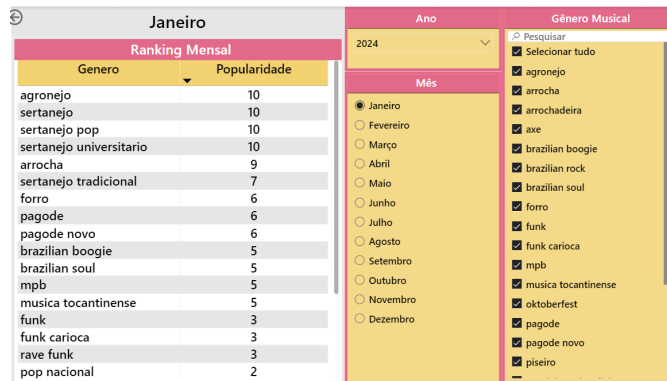 Janeiro
Ranking Mensal
Genero Popularidade
agronejo 10
sertanejo 10
sertanejo pop 10
sertanejo universitario 10
arrocha 9
sertanejo tradicional 7
forro 6
pagode 6
pagode novo 6
brazilian boogie 5
brazilian soul 5
mpb 5
musica tocantinense 5
funk 3
funk carioca 3
rave funk 3
pop nacional 2
Ano
2024
Mês
Janeiro
Fevereiro
Março
Abril
Maio
Junho
Julho
Agosto
Setembro
Outubro
Novembro
Dezembro
Gênero Musical
Pesquisar
Selecionar tudo
agronejo
arrocha
arrochadeira
axe
brazilian boogie
brazilian rock
brazilian soul
forro
funk
funk carioca
mpb
musica tocantinense
oktoberfest
pagode
pagode novo
piseiro